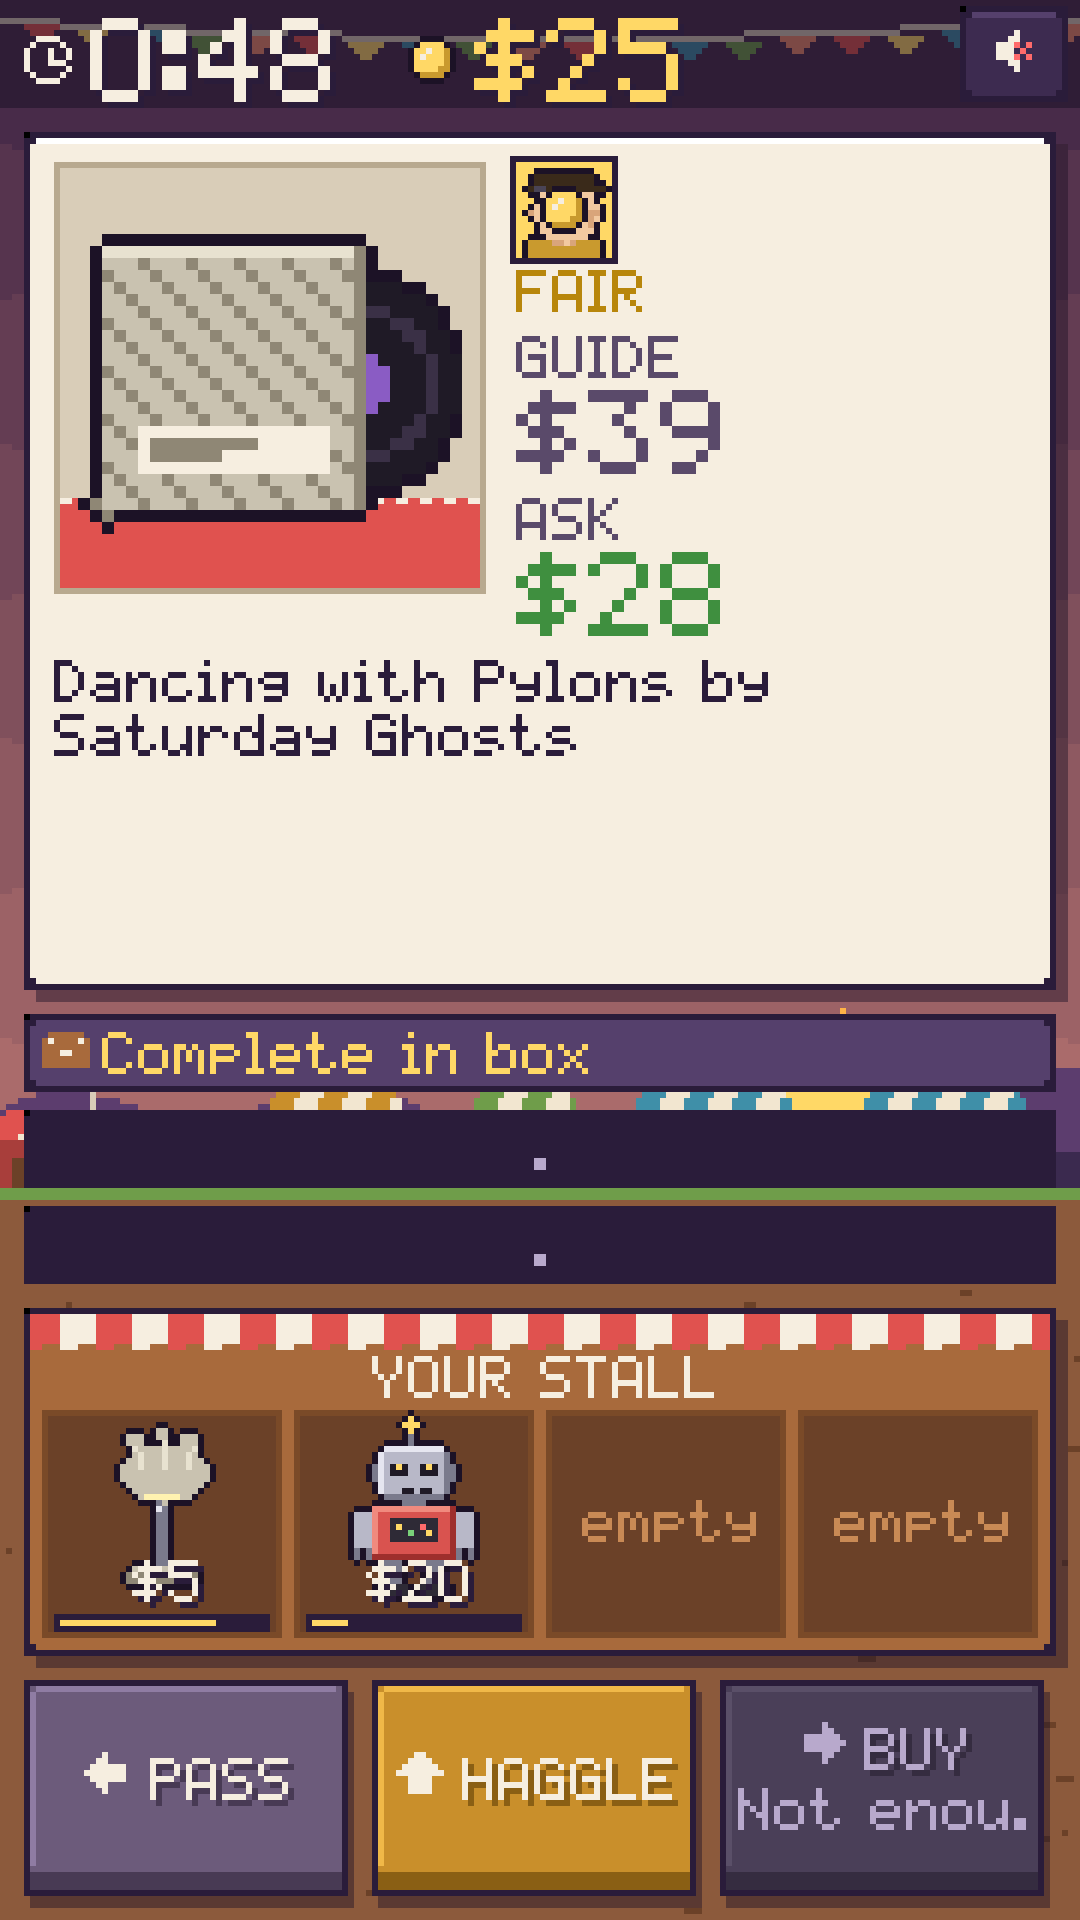 0:48 $25
FAIR
GUIDE
$39
ASK
$28
Dancing with Pylons by
Saturday Ghosts
Complete in box
YOUR STALL
$5 $20 empty empty
PASS HAGGLE BUY
Not enou.